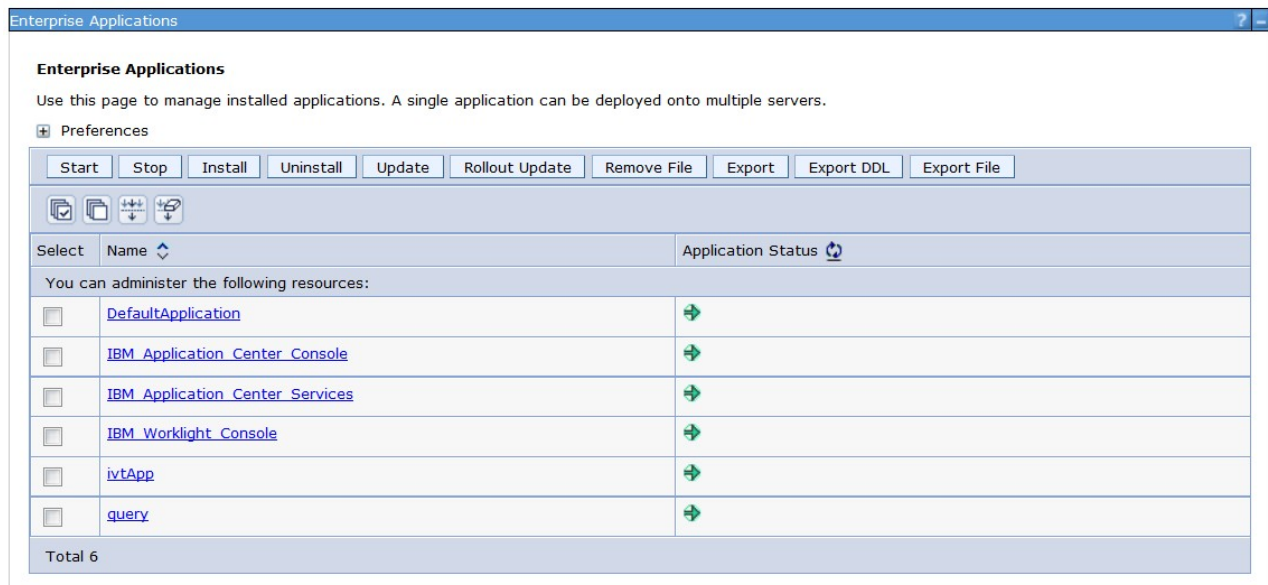 Enterprise Applications ? –
Enterprise Applications
Use this page to manage installed applications. A single application can be deployed onto multiple servers.
+ Preferences
Start Stop Install Uninstall Update Rollout Update Remove File Export Export DDL Export File
Select Name Application Status
You can administer the following resources:
DefaultApplication
IBM_Application_Center_Console
IBM_Application_Center_Services
IBM_Worklight_Console
ivtApp
query
Total 6